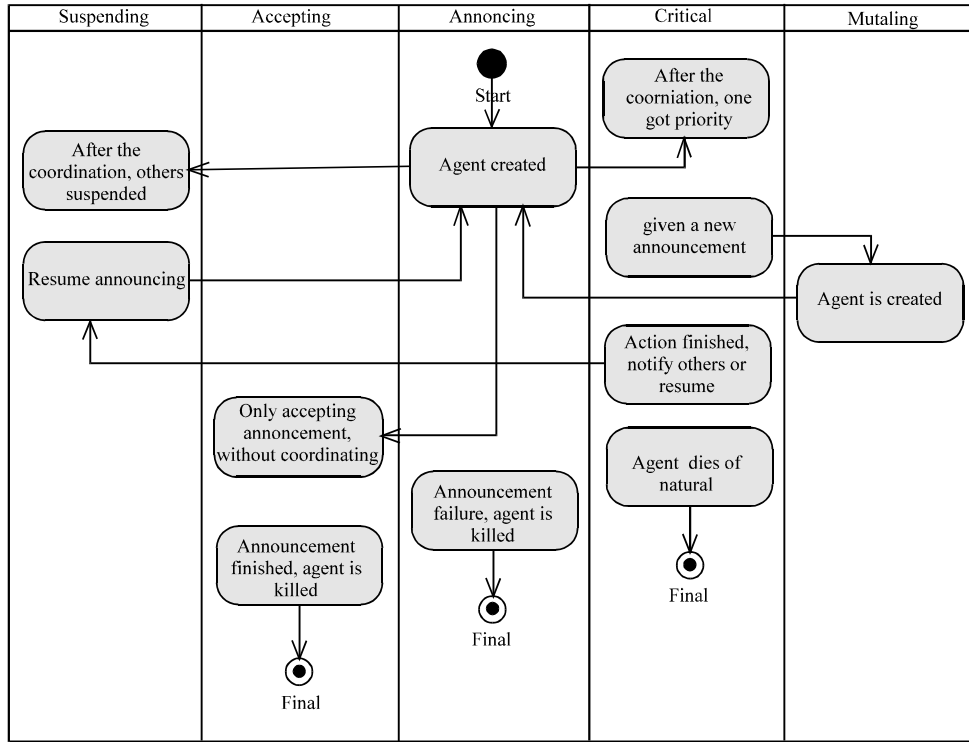 Suspending
Accepting
Annoncing
Critical
Mutaling
Start
After the
coorniation, one
got priority
After the
coordination, others
suspended
Agent created
given a new
announcement
Resume announcing
Agent is created
Action finished,
notify others or
resume
Only accepting
annoncement,
without coordinating
Agent dies of
natural
Announcement
failure, agent is
killed
Announcement
finished, agent is
killed
Final
Final
Final